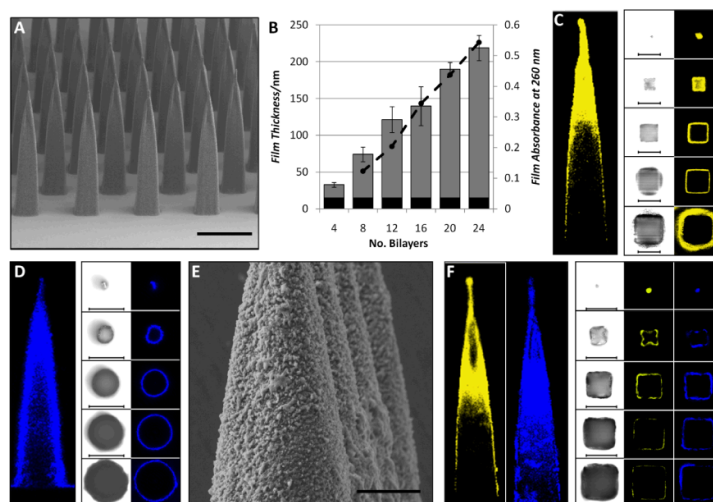 A
B
Film Thickness/nm
250
200
150
100
50
0
4 8 12 16 20 24
No. Bilayers
0.6
0.5
0.4
0.3
0.2
0.1
0
Film Absorbance at 260 nm
C
D
E
F